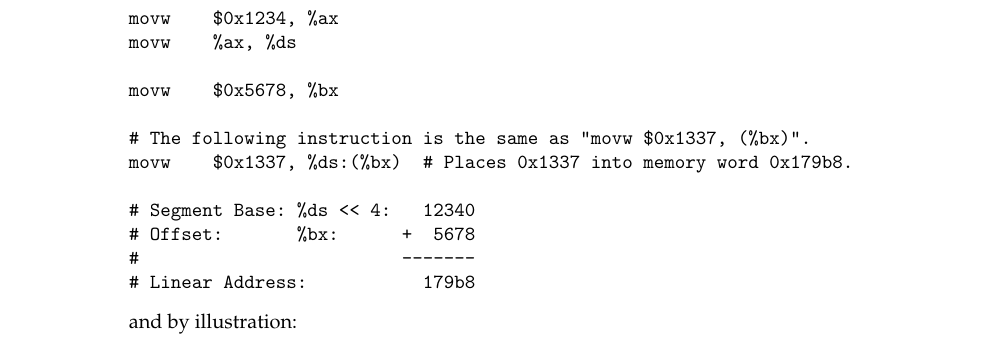 movw    $0x1234, %ax
movw    %ax, %ds
movw    $0x5678, %bx
# The following instruction is the same as "movw $0x1337, (%bx)".
movw    $0x1337, %ds:(%bx)  # Places 0x1337 into memory word 0x179b8.
# Segment Base: %ds << 4:   12340
# Offset:       %bx:      +  5678
#                         -------
# Linear Address:           179b8
and by illustration: